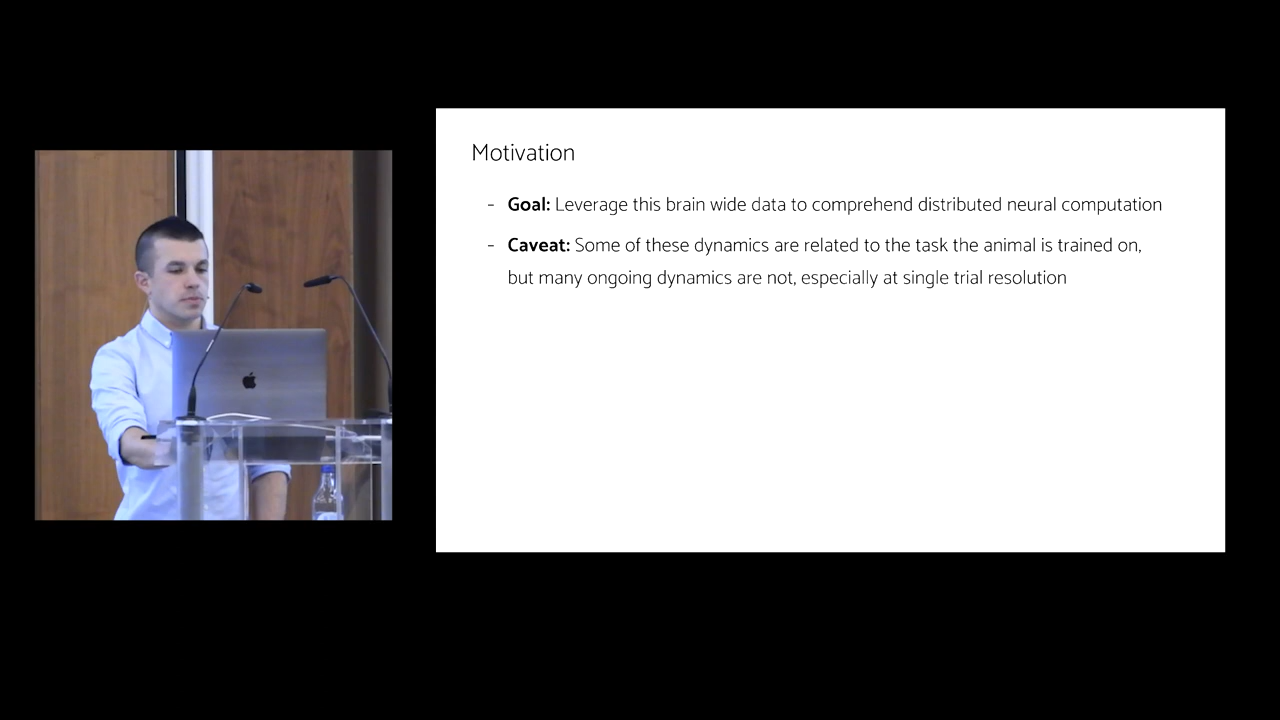 Motivation
- Goal: Leverage this brain wide data to comprehend distributed neural computation
- Caveat: Some of these dynamics are related to the task the animal is trained on,
but many ongoing dynamics are not, especially at single trial resolution